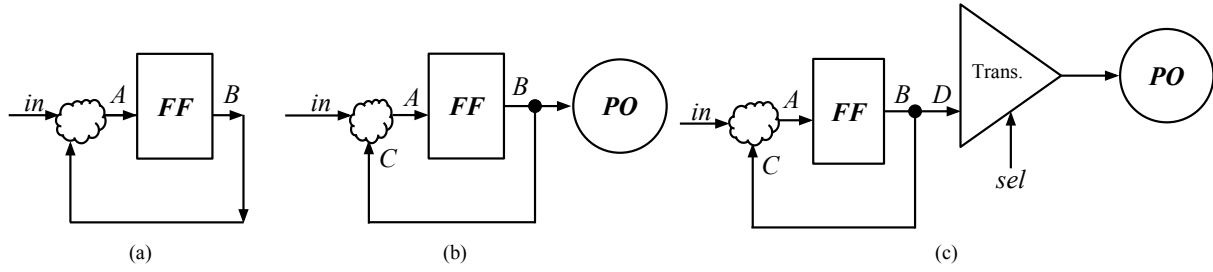 in A FF B
(a)
in A FF B PO
C
(b)
in A FF B D Trans. PO
C
sel
(c)